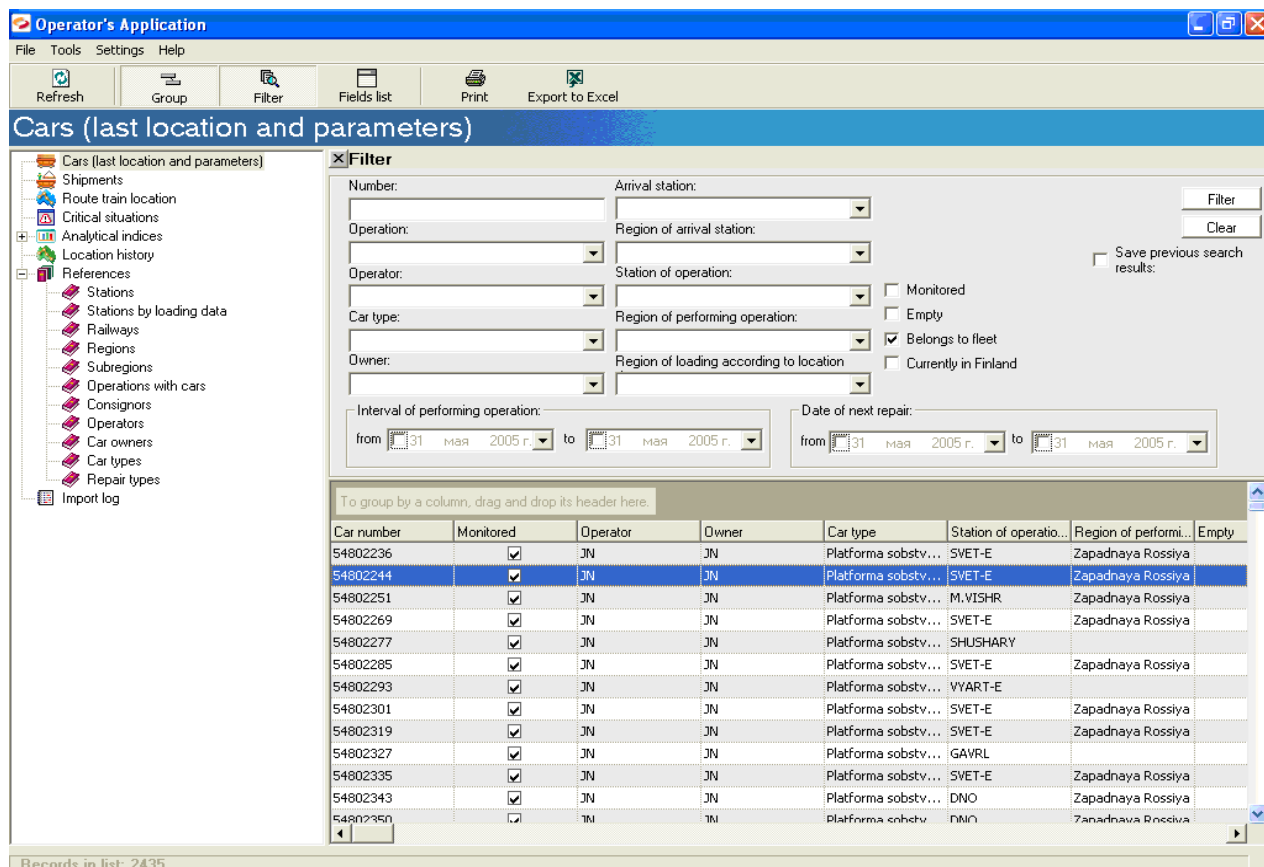 Operator's Application
File Tools Settings Help
Refresh Group Filter Fields list Print Export to Excel
Cars (last location and parameters)
Cars (last location and parameters)
Shipments
Route train location
Critical situations
Analytical indices
Location history
References
Stations
Stations by loading data
Railways
Regions
Subregions
Operations with cars
Consignors
Operators
Car owners
Car types
Repair types
Import log
Filter
Number: Arrival station:
Filter
Operation: Region of arrival station:
Clear
Save previous search
results:
Operator: Station of operation:
Monitored
Car type: Region of performing operation:
Empty
Belongs to fleet
Owner: Region of loading according to location
Currently in Finland
Interval of performing operation: Date of next repair:
from 31 мая 2005 г. to 31 мая 2005 г. from 31 мая 2005 г. to 31 мая 2005 г.
To group by a column, drag and drop its header here.
Car number Monitored Operator Owner Car type Station of operatio... Region of performi... Empty
54802236 JN JN Platforma sobstv... SVET-E Zapadnaya Rossiya
54802244 JN JN Platforma sobstv... SVET-E Zapadnaya Rossiya
54802251 JN JN Platforma sobstv... M.VISHR Zapadnaya Rossiya
54802269 JN JN Platforma sobstv... SVET-E Zapadnaya Rossiya
54802277 JN JN Platforma sobstv... SHUSHARY
54802285 JN JN Platforma sobstv... SVET-E Zapadnaya Rossiya
54802293 JN JN Platforma sobstv... VYART-E
54802301 JN JN Platforma sobstv... SVET-E Zapadnaya Rossiya
54802319 JN JN Platforma sobstv... SVET-E Zapadnaya Rossiya
54802327 JN JN Platforma sobstv... GAVRL
54802335 JN JN Platforma sobstv... SVET-E Zapadnaya Rossiya
54802343 JN JN Platforma sobstv... DNO Zapadnaya Rossiya
54802350 JN JN Platforma sobstv... DNO Zapadnaya Rossiya
Records in list: 2435